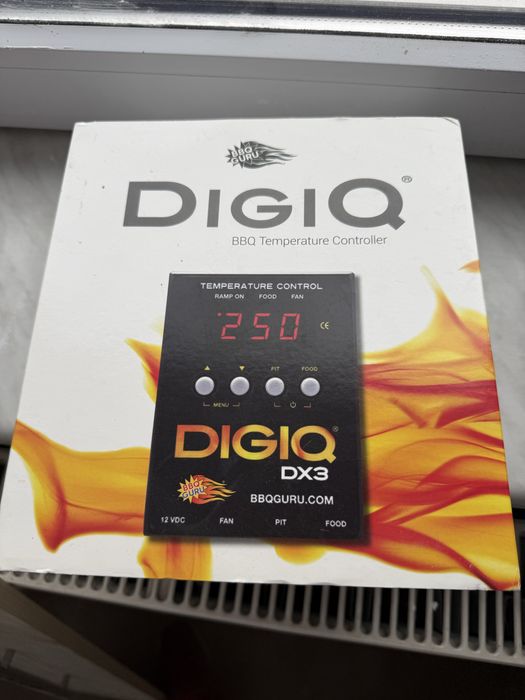 BBQ GURU
DIGIQ®
BBQ Temperature Controller
TEMPERATURE CONTROL
RAMP ON FOOD FAN
250 CE
▲ ▼ PIT FOOD
MENU
DIGIQ®
DX3
BBQ GURU
BBQGURU.COM
12 VDC FAN PIT FOOD